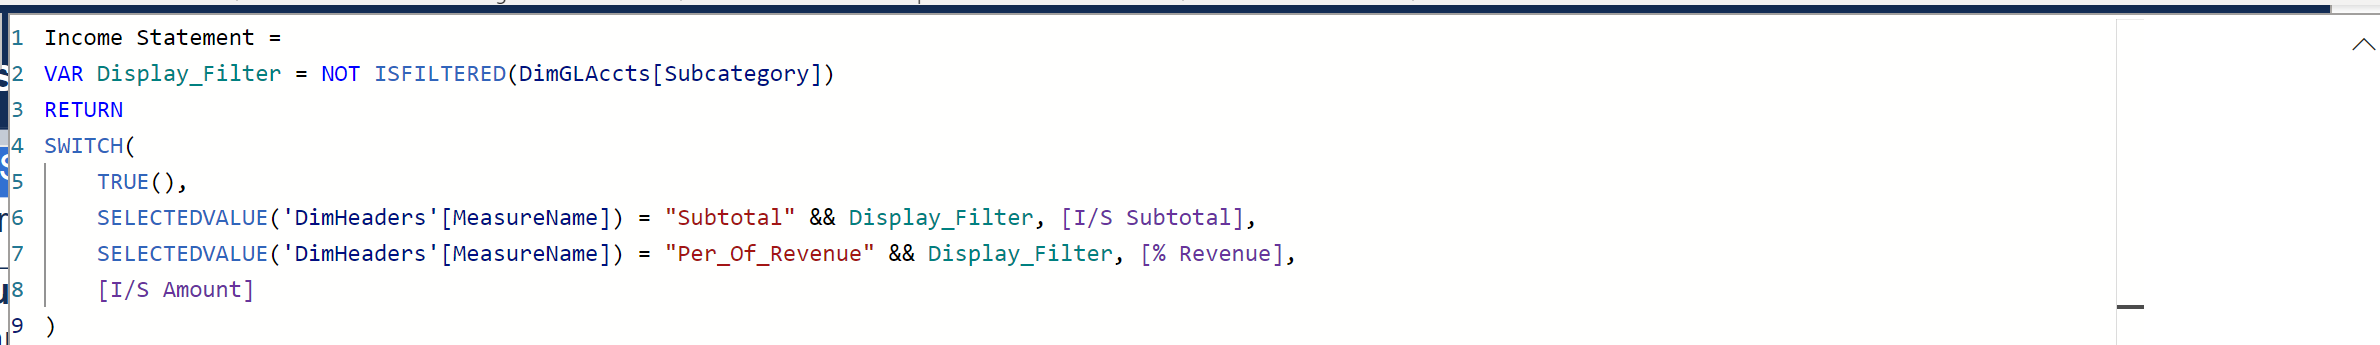 1 Income Statement =
2 VAR Display_Filter = NOT ISFILTERED(DimGLAccts[Subcategory])
3 RETURN
4 SWITCH(
5 TRUE(),
6 SELECTEDVALUE('DimHeaders'[MeasureName]) = "Subtotal" && Display_Filter, [I/S Subtotal],
7 SELECTEDVALUE('DimHeaders'[MeasureName]) = "Per_Of_Revenue" && Display_Filter, [% Revenue],
8 [I/S Amount]
9 )